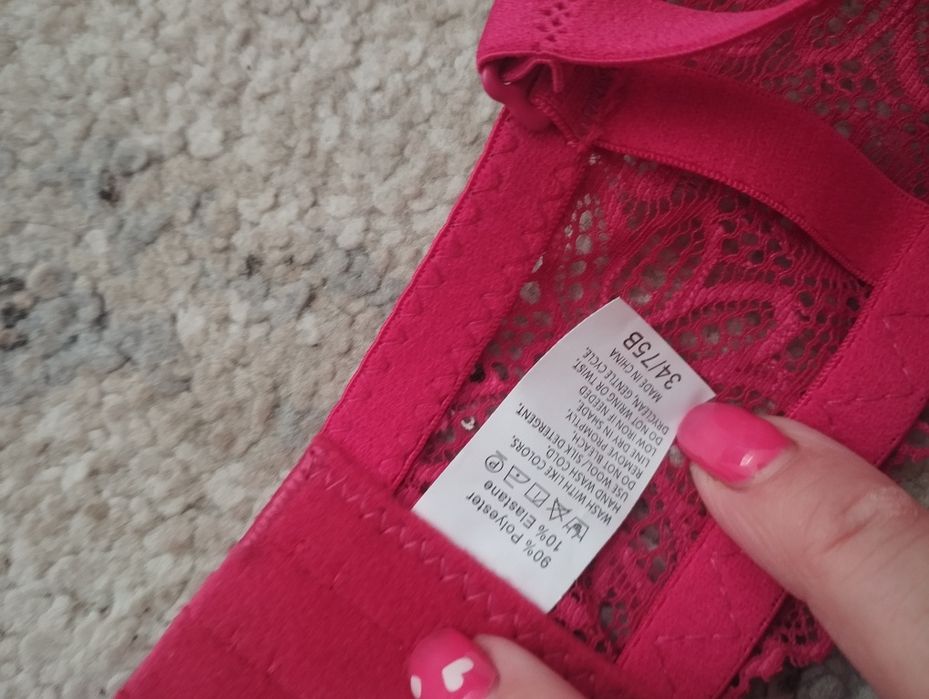 90% Polyester
10% Elastane
WASH WITH LIKE COLORS,
HAND WASH COLD
USE WOOL/ SILK DETERGENT.
DO NOT BLEACH
REMOVE PROMPTLY,
LINE DRY IN SHADE,
LOW IRON IF NEEDED
DO NOT WRING OR TWIST,
DRYCLEAN, GENTLE CYCLE,
MADE IN CHINA
34/75B